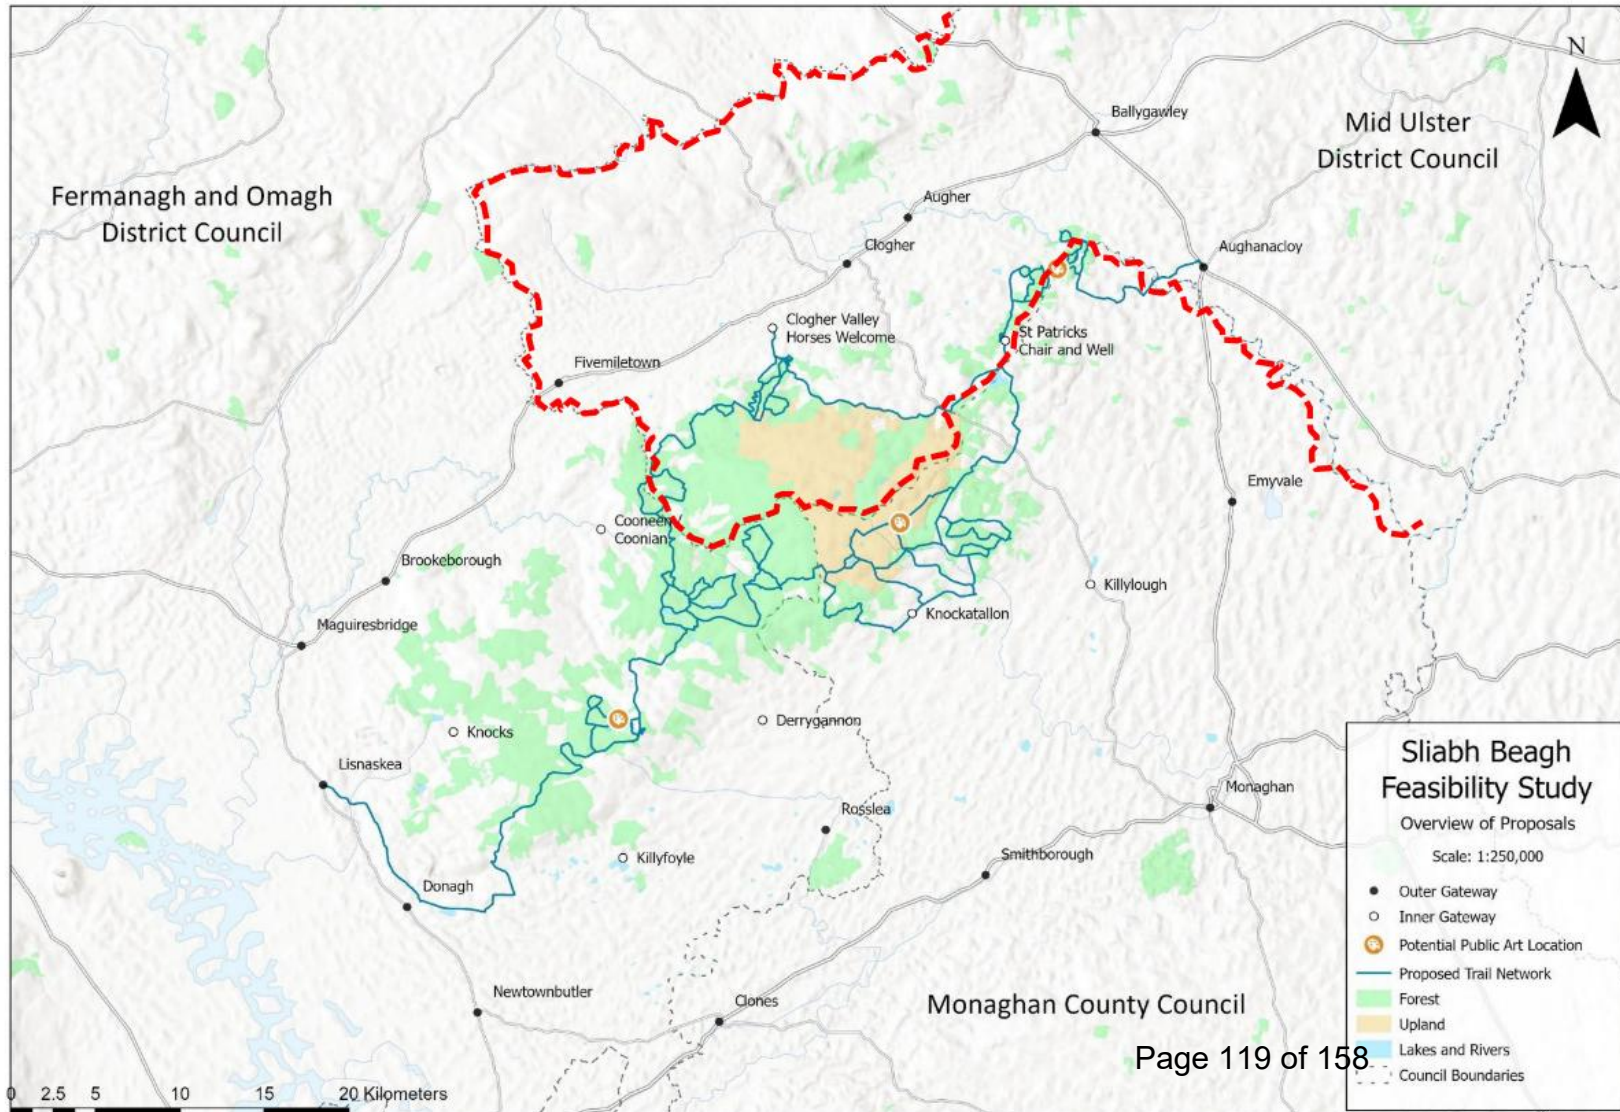 N
Ballygawley
Mid Ulster
District Council
Fermanagh and Omagh
District Council
Augher
Clogher
Aughanacloy
Clogher Valley
Horses Welcome
St Patricks
Chair and Well
Fivemiletown
Emyvale
Cooneen/
Coonian
Brookeborough
Killylough
Knockatallon
Maguiresbridge
Derrygannon
Knocks
Lisnaskea
Monaghan
Rosslea
Smithborough
Killyfoyle
Donagh
Newtownbutler
Clones
Monaghan County Council
Sliabh Beagh
Feasibility Study
Overview of Proposals
Scale: 1:250,000
Outer Gateway
Inner Gateway
Potential Public Art Location
Proposed Trail Network
Forest
Upland
Lakes and Rivers
Council Boundaries
Page 119 of 158
0 2.5 5 10 15 20 Kilometers